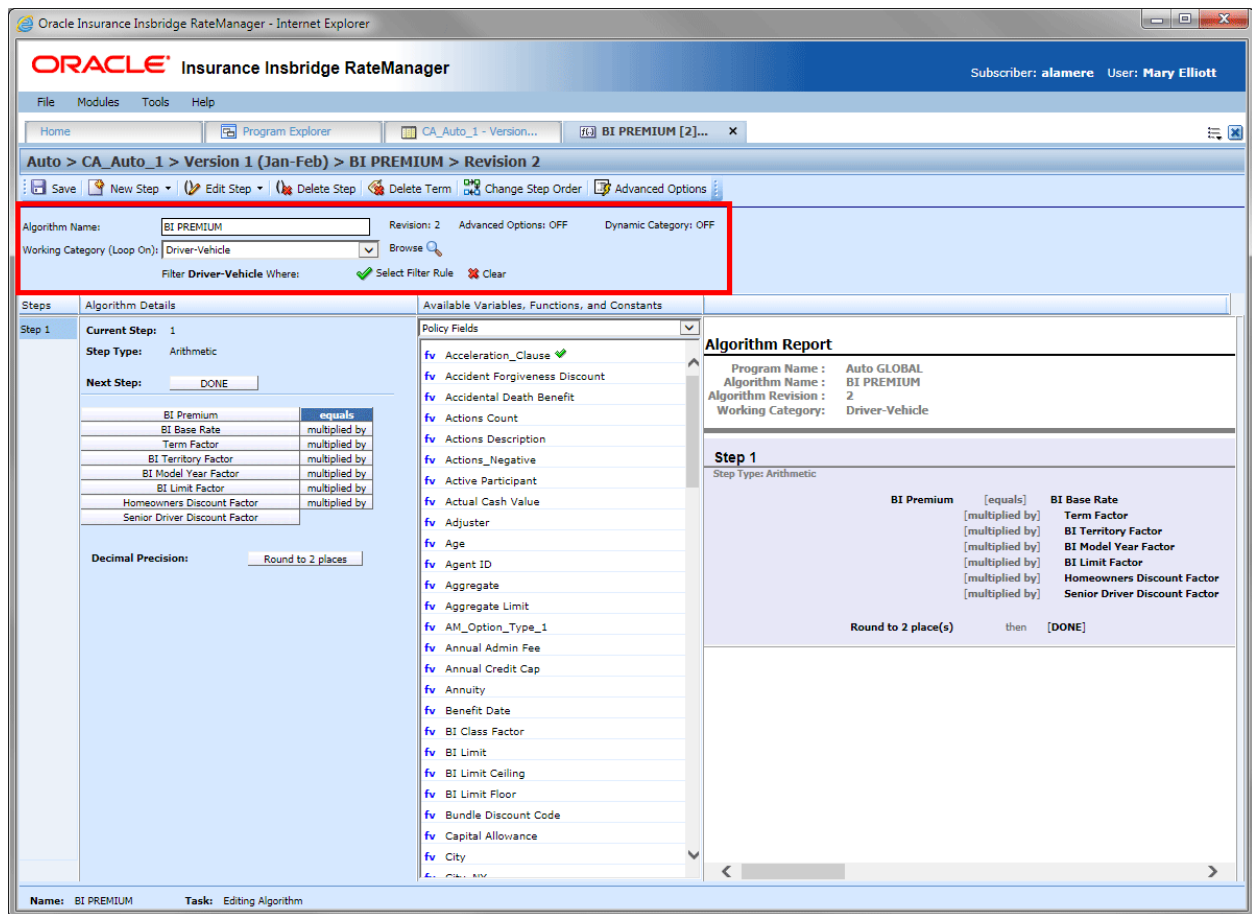 Oracle Insurance Insbridge RateManager - Internet Explorer
ORACLE Insurance Insbridge RateManager
Subscriber: alamere User: Mary Elliott
File Modules Tools Help
Home Program Explorer CA_Auto_1 - Version... BI PREMIUM [2]... x
Auto > CA_Auto_1 > Version 1 (Jan-Feb) > BI PREMIUM > Revision 2
Save New Step Edit Step Delete Step Delete Term Change Step Order Advanced Options
Algorithm Name: BI PREMIUM Revision: 2 Advanced Options: OFF Dynamic Category: OFF
Working Category (Loop On): Driver-Vehicle Browse
Filter Driver-Vehicle Where: Select Filter Rule Clear
Steps Algorithm Details Available Variables, Functions, and Constants
Step 1
Current Step: 1
Step Type: Arithmetic
Next Step: DONE
BI Premium equals
BI Base Rate multiplied by
Term Factor multiplied by
BI Territory Factor multiplied by
BI Model Year Factor multiplied by
BI Limit Factor multiplied by
Homeowners Discount Factor multiplied by
Senior Driver Discount Factor
Decimal Precision: Round to 2 places
Policy Fields
fv Acceleration_Clause
fv Accident Forgiveness Discount
fv Accidental Death Benefit
fv Actions Count
fv Actions Description
fv Actions_Negative
fv Active Participant
fv Actual Cash Value
fv Adjuster
fv Age
fv Agent ID
fv Aggregate
fv Aggregate Limit
fv AM_Option_Type_1
fv Annual Admin Fee
fv Annual Credit Cap
fv Annuity
fv Benefit Date
fv BI Class Factor
fv BI Limit
fv BI Limit Ceiling
fv BI Limit Floor
fv Bundle Discount Code
fv Capital Allowance
fv City
Algorithm Report
Program Name : Auto GLOBAL
Algorithm Name : BI PREMIUM
Algorithm Revision : 2
Working Category: Driver-Vehicle
Step 1
Step Type: Arithmetic
BI Premium [equals] BI Base Rate
[multiplied by] Term Factor
[multiplied by] BI Territory Factor
[multiplied by] BI Model Year Factor
[multiplied by] BI Limit Factor
[multiplied by] Homeowners Discount Factor
[multiplied by] Senior Driver Discount Factor
Round to 2 place(s) then [DONE]
Name: BI PREMIUM Task: Editing Algorithm